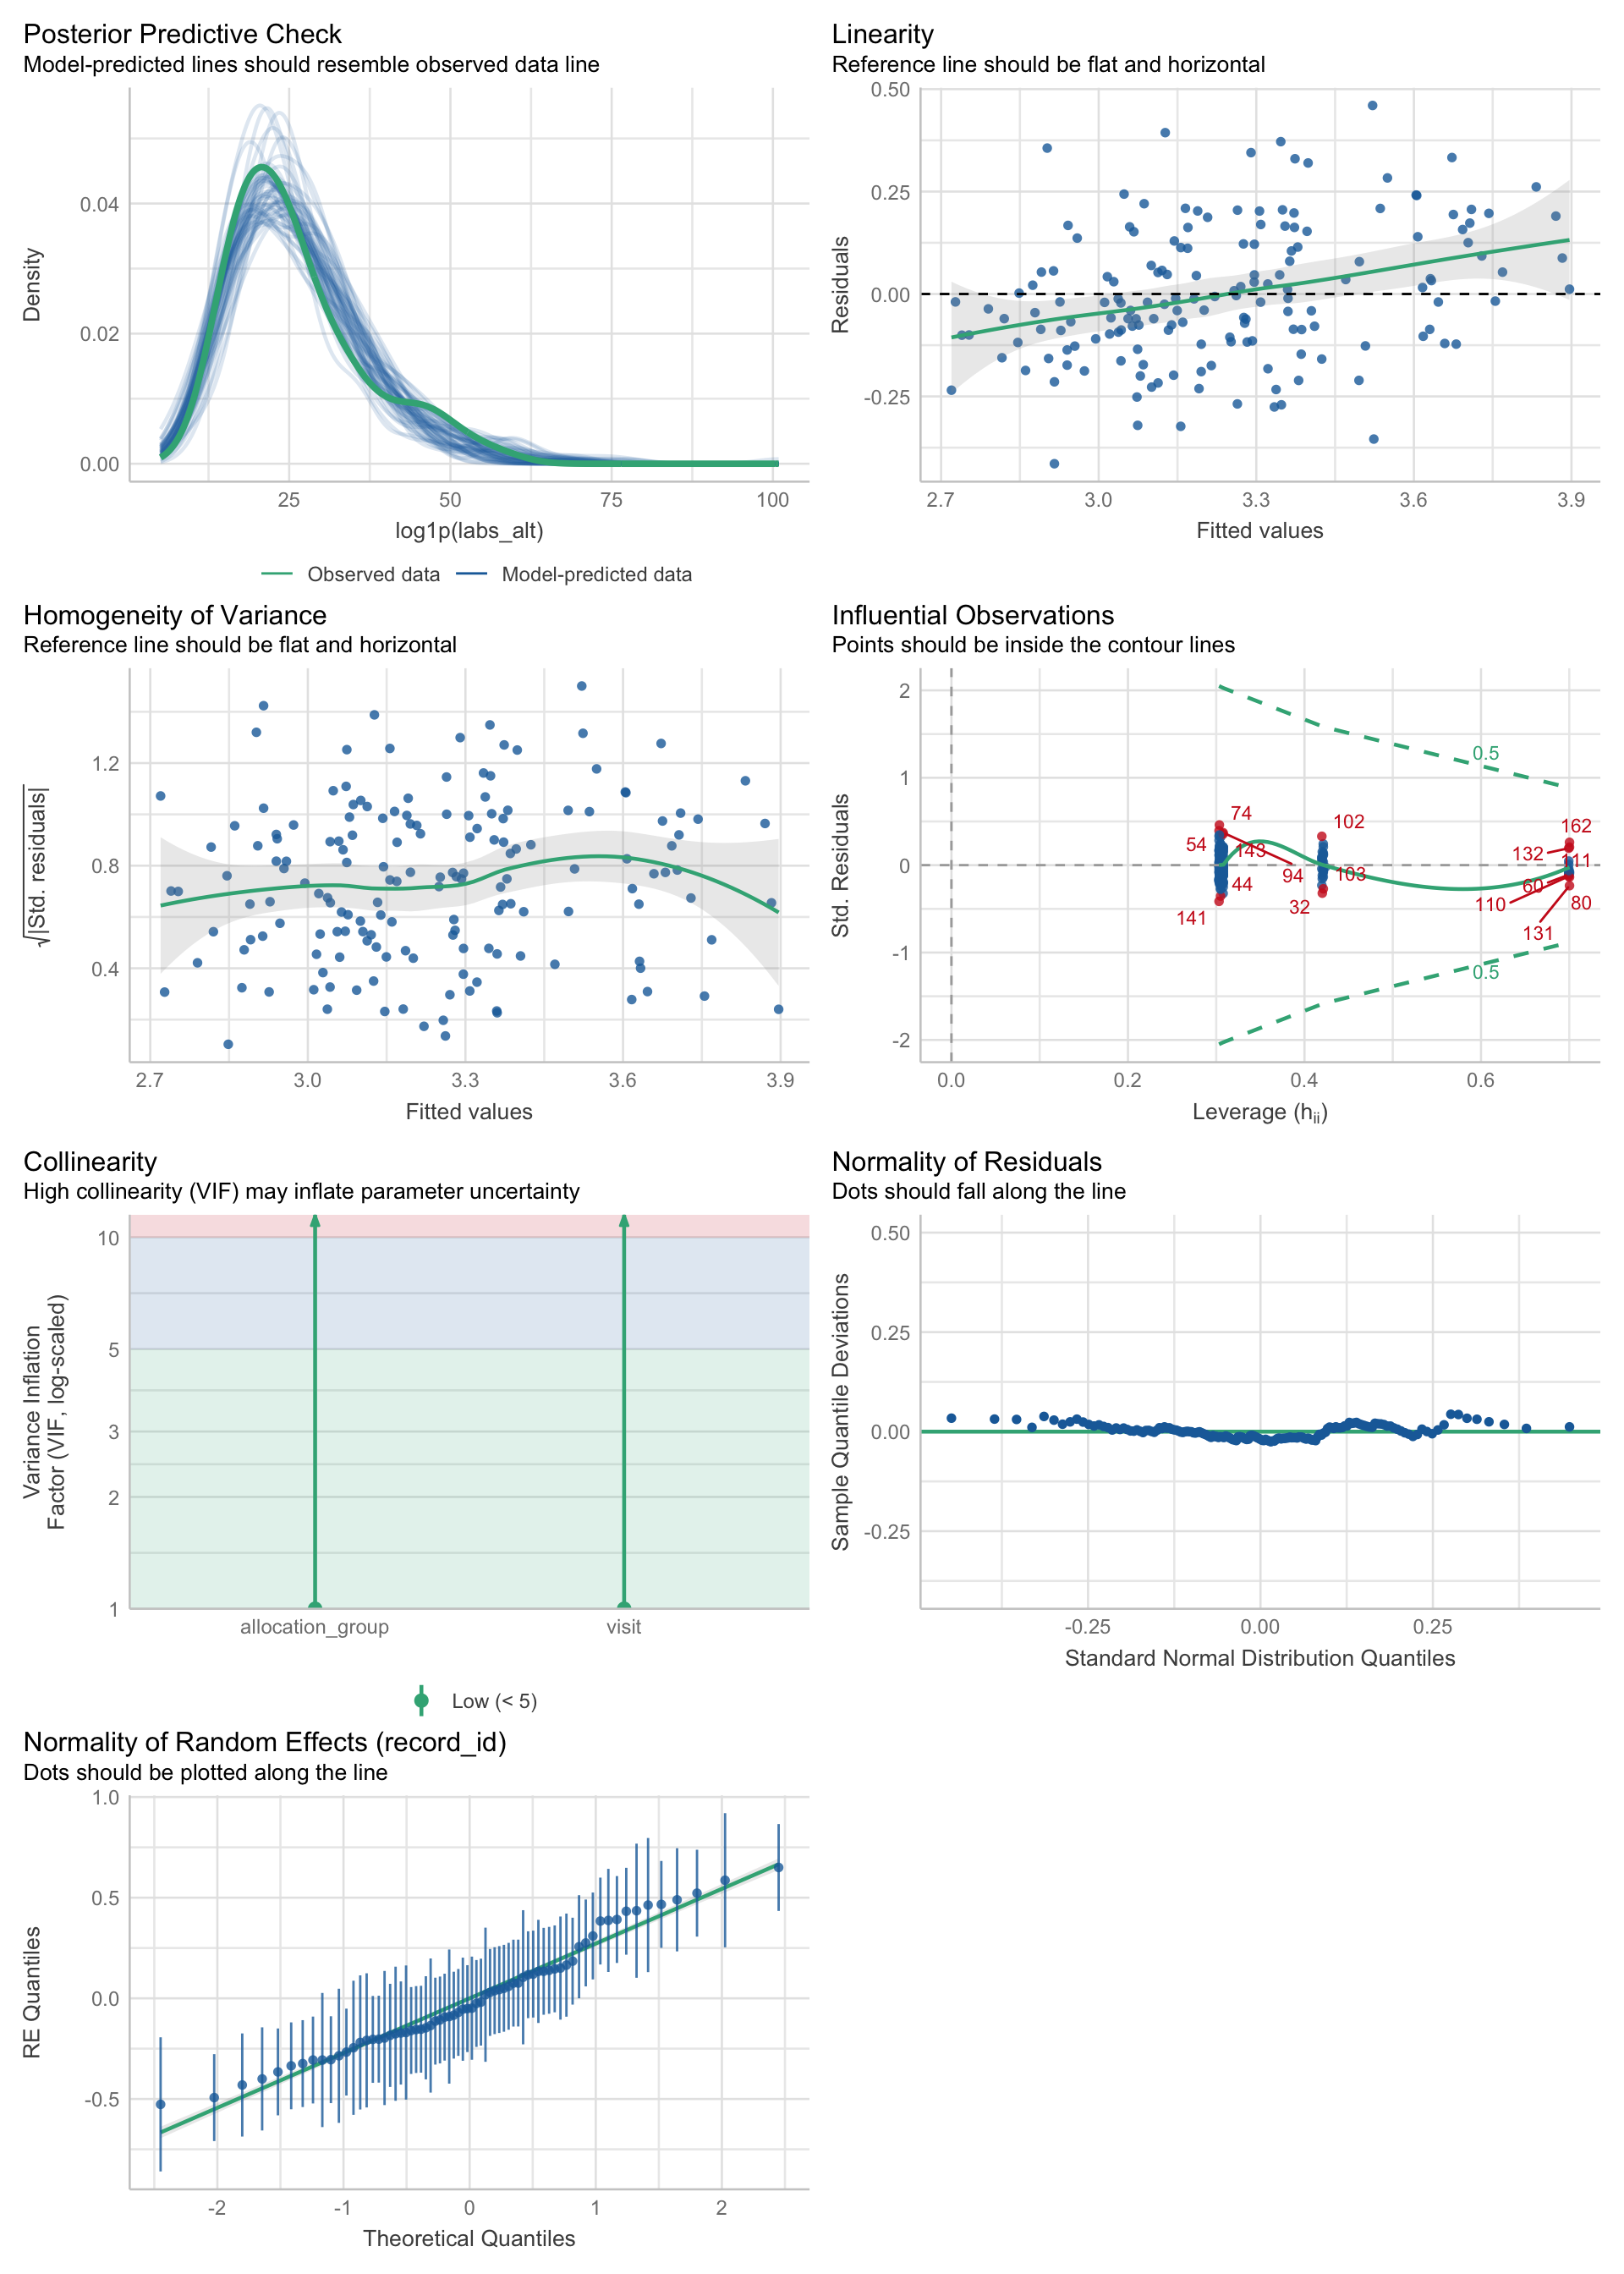 Posterior Predictive Check
Model-predicted lines should resemble observed data line
Density
0.04
0.02
0.00
25
50
75
100
log1p(labs_alt)
Observed data
Model-predicted data
Linearity
Reference line should be flat and horizontal
Residuals
0.50
0.25
0.00
-0.25
2.7
3.0
3.3
3.6
3.9
Fitted values
Homogeneity of Variance
Reference line should be flat and horizontal
√|Std. residuals|
1.2
0.8
0.4
2.7
3.0
3.3
3.6
3.9
Fitted values
Influential Observations
Points should be inside the contour lines
Std. Residuals
2
1
0
-1
-2
0.5
0.5
74
54
143
94
44
141
102
103
32
162
132
111
60
110
80
131
0.0
0.2
0.4
0.6
Leverage (hii)
Collinearity
High collinearity (VIF) may inflate parameter uncertainty
Variance Inflation
Factor (VIF, log-scaled)
10
5
3
2
1
allocation_group
visit
Low (< 5)
Normality of Residuals
Dots should fall along the line
Sample Quantile Deviations
0.50
0.25
0.00
-0.25
-0.25
0.00
0.25
Standard Normal Distribution Quantiles
Normality of Random Effects (record_id)
Dots should be plotted along the line
RE Quantiles
1.0
0.5
0.0
-0.5
-2
-1
0
1
2
Theoretical Quantiles